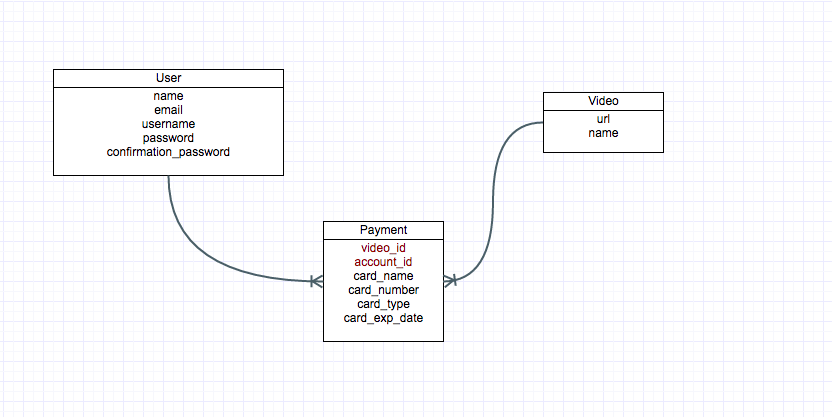 User
name
email
username
password
confirmation_password
Video
url
name
Payment
video_id
account_id
card_name
card_number
card_type
card_exp_date